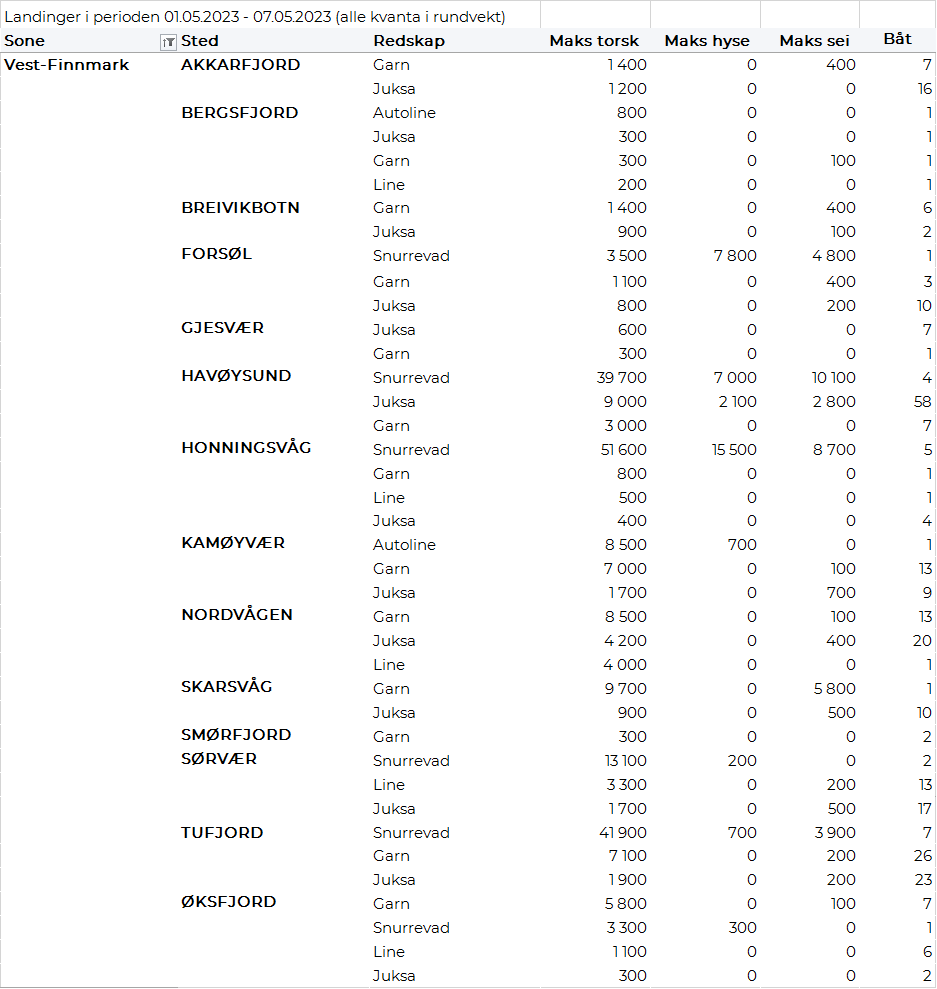 Landinger i perioden 01.05.2023 - 07.05.2023 (alle kvanta i rundvekt)
Sone Sted Redskap Maks torsk Maks hyse Maks sei Båt
Vest-Finnmark AKKARFJORD Garn 1 400 0 400 7
Juksa 1 200 0 0 16
BERGSFJORD Autoline 800 0 0 1
Juksa 300 0 0 1
Garn 300 0 100 1
Line 200 0 0 1
BREIVIKBOTN Garn 1 400 0 400 6
Juksa 900 0 100 2
FORSØL Snurrevad 3 500 7 800 4 800 1
Garn 1 100 0 400 3
Juksa 800 0 200 10
GJESVÆR Juksa 600 0 0 7
Garn 300 0 0 1
HAVØYSUND Snurrevad 39 700 7 000 10 100 4
Juksa 9 000 2 100 2 800 58
Garn 3 000 0 0 7
HONNINGSVÅG Snurrevad 51 600 15 500 8 700 5
Garn 800 0 0 1
Line 500 0 0 1
Juksa 400 0 0 4
KAMØYVÆR Autoline 8 500 700 0 1
Garn 7 000 0 100 13
Juksa 1 700 0 700 9
NORDVÅGEN Garn 8 500 0 100 13
Juksa 4 200 0 400 20
Line 4 000 0 0 1
SKARSVÅG Garn 9 700 0 5 800 1
Juksa 900 0 500 10
SMØRFJORD Garn 300 0 0 2
SØRVÆR Snurrevad 13 100 200 0 2
Line 3 300 0 200 13
Juksa 1 700 0 500 17
TUFJORD Snurrevad 41 900 700 3 900 7
Garn 7 100 0 200 26
Juksa 1 900 0 200 23
ØKSFJORD Garn 5 800 0 100 7
Snurrevad 3 300 300 0 1
Line 1 100 0 0 6
Juksa 300 0 0 2